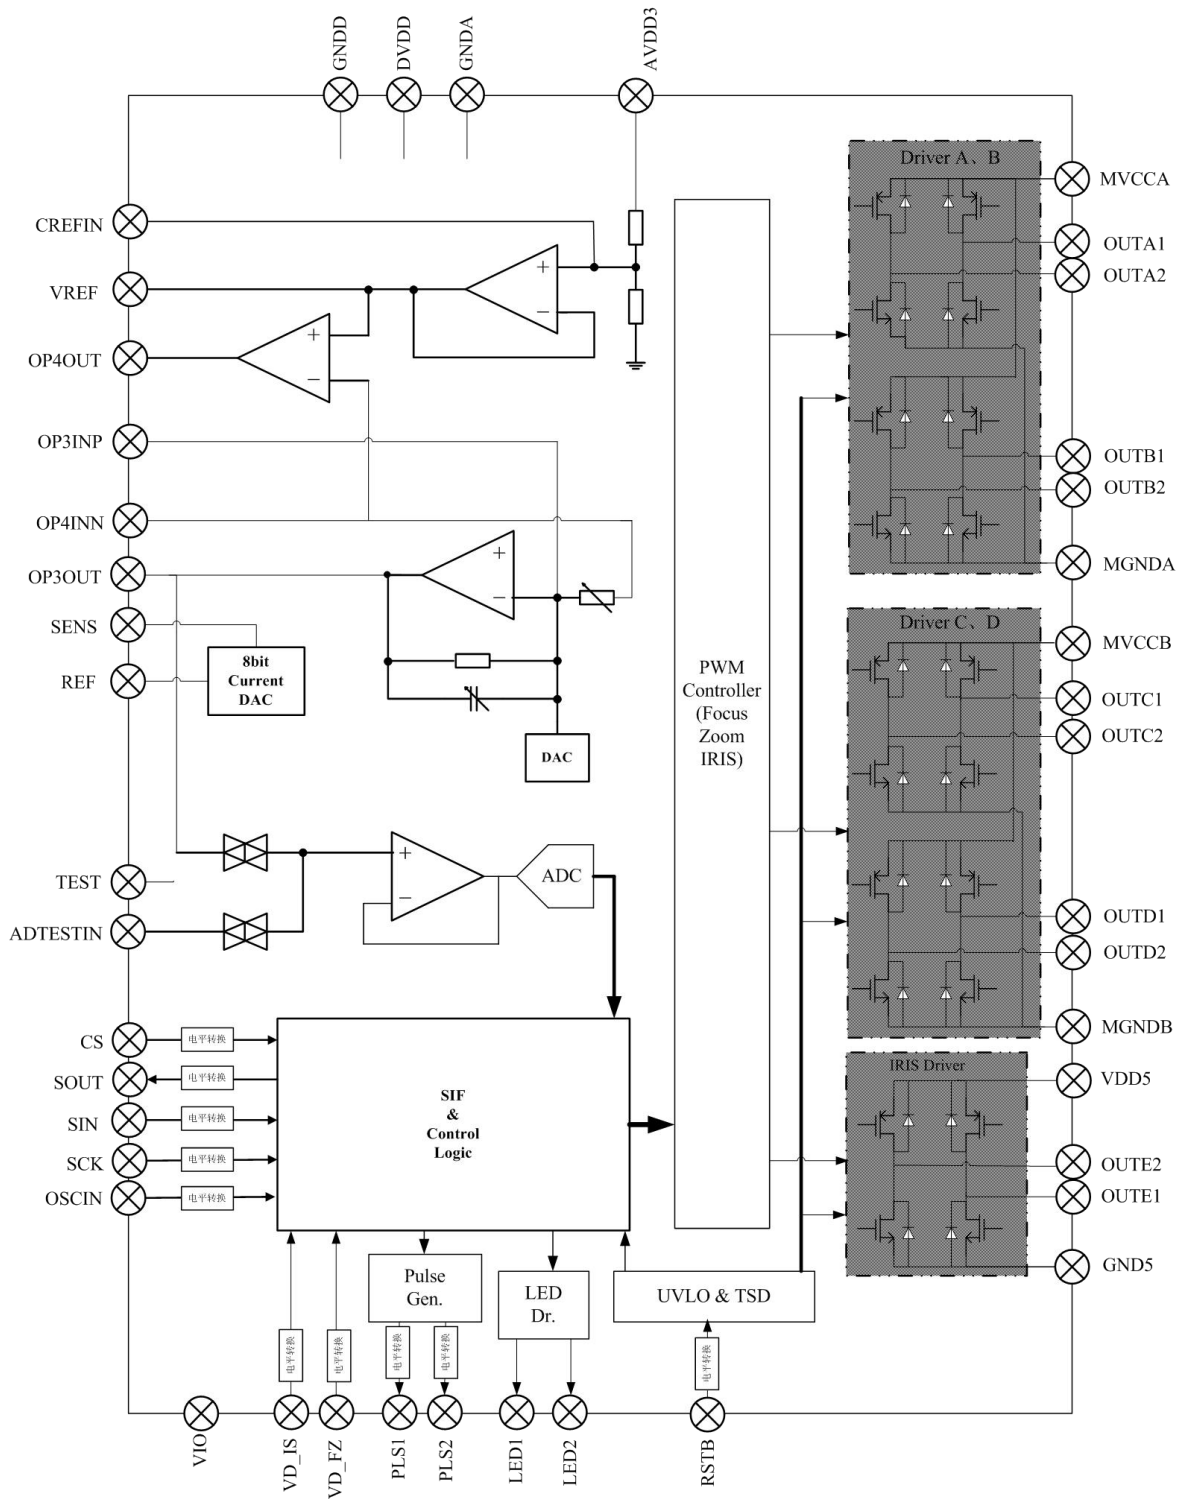 GNDD
DVDD
GNDA
AVDD3
Driver A、B
MVCCA
CREFIN
OUTA1
OUTA2
VREF
OP4OUT
OP3INP
OUTB1
OUTB2
OP4INN
MGNDA
OP3OUT
SENS
Driver C、D
MVCCB
REF
8bit
Current
DAC
PWM
Controller
(Focus
Zoom
IRIS)
OUTC1
OUTC2
DAC
+
−
+
−
+
−
+
−
TEST
ADC
ADTESTIN
OUTD1
OUTD2
MGNDB
CS
电平转换
SOUT
电平转换
SIN
电平转换
SCK
电平转换
OSCIN
电平转换
SIF
&
Control
Logic
IRIS Driver
VDD5
OUTE2
OUTE1
GND5
Pulse
Gen.
LED
Dr.
UVLO & TSD
电平转换
电平转换
电平转换
电平转换
电平转换
VIO
VD_IS
VD_FZ
PLS1
PLS2
LED1
LED2
RSTB